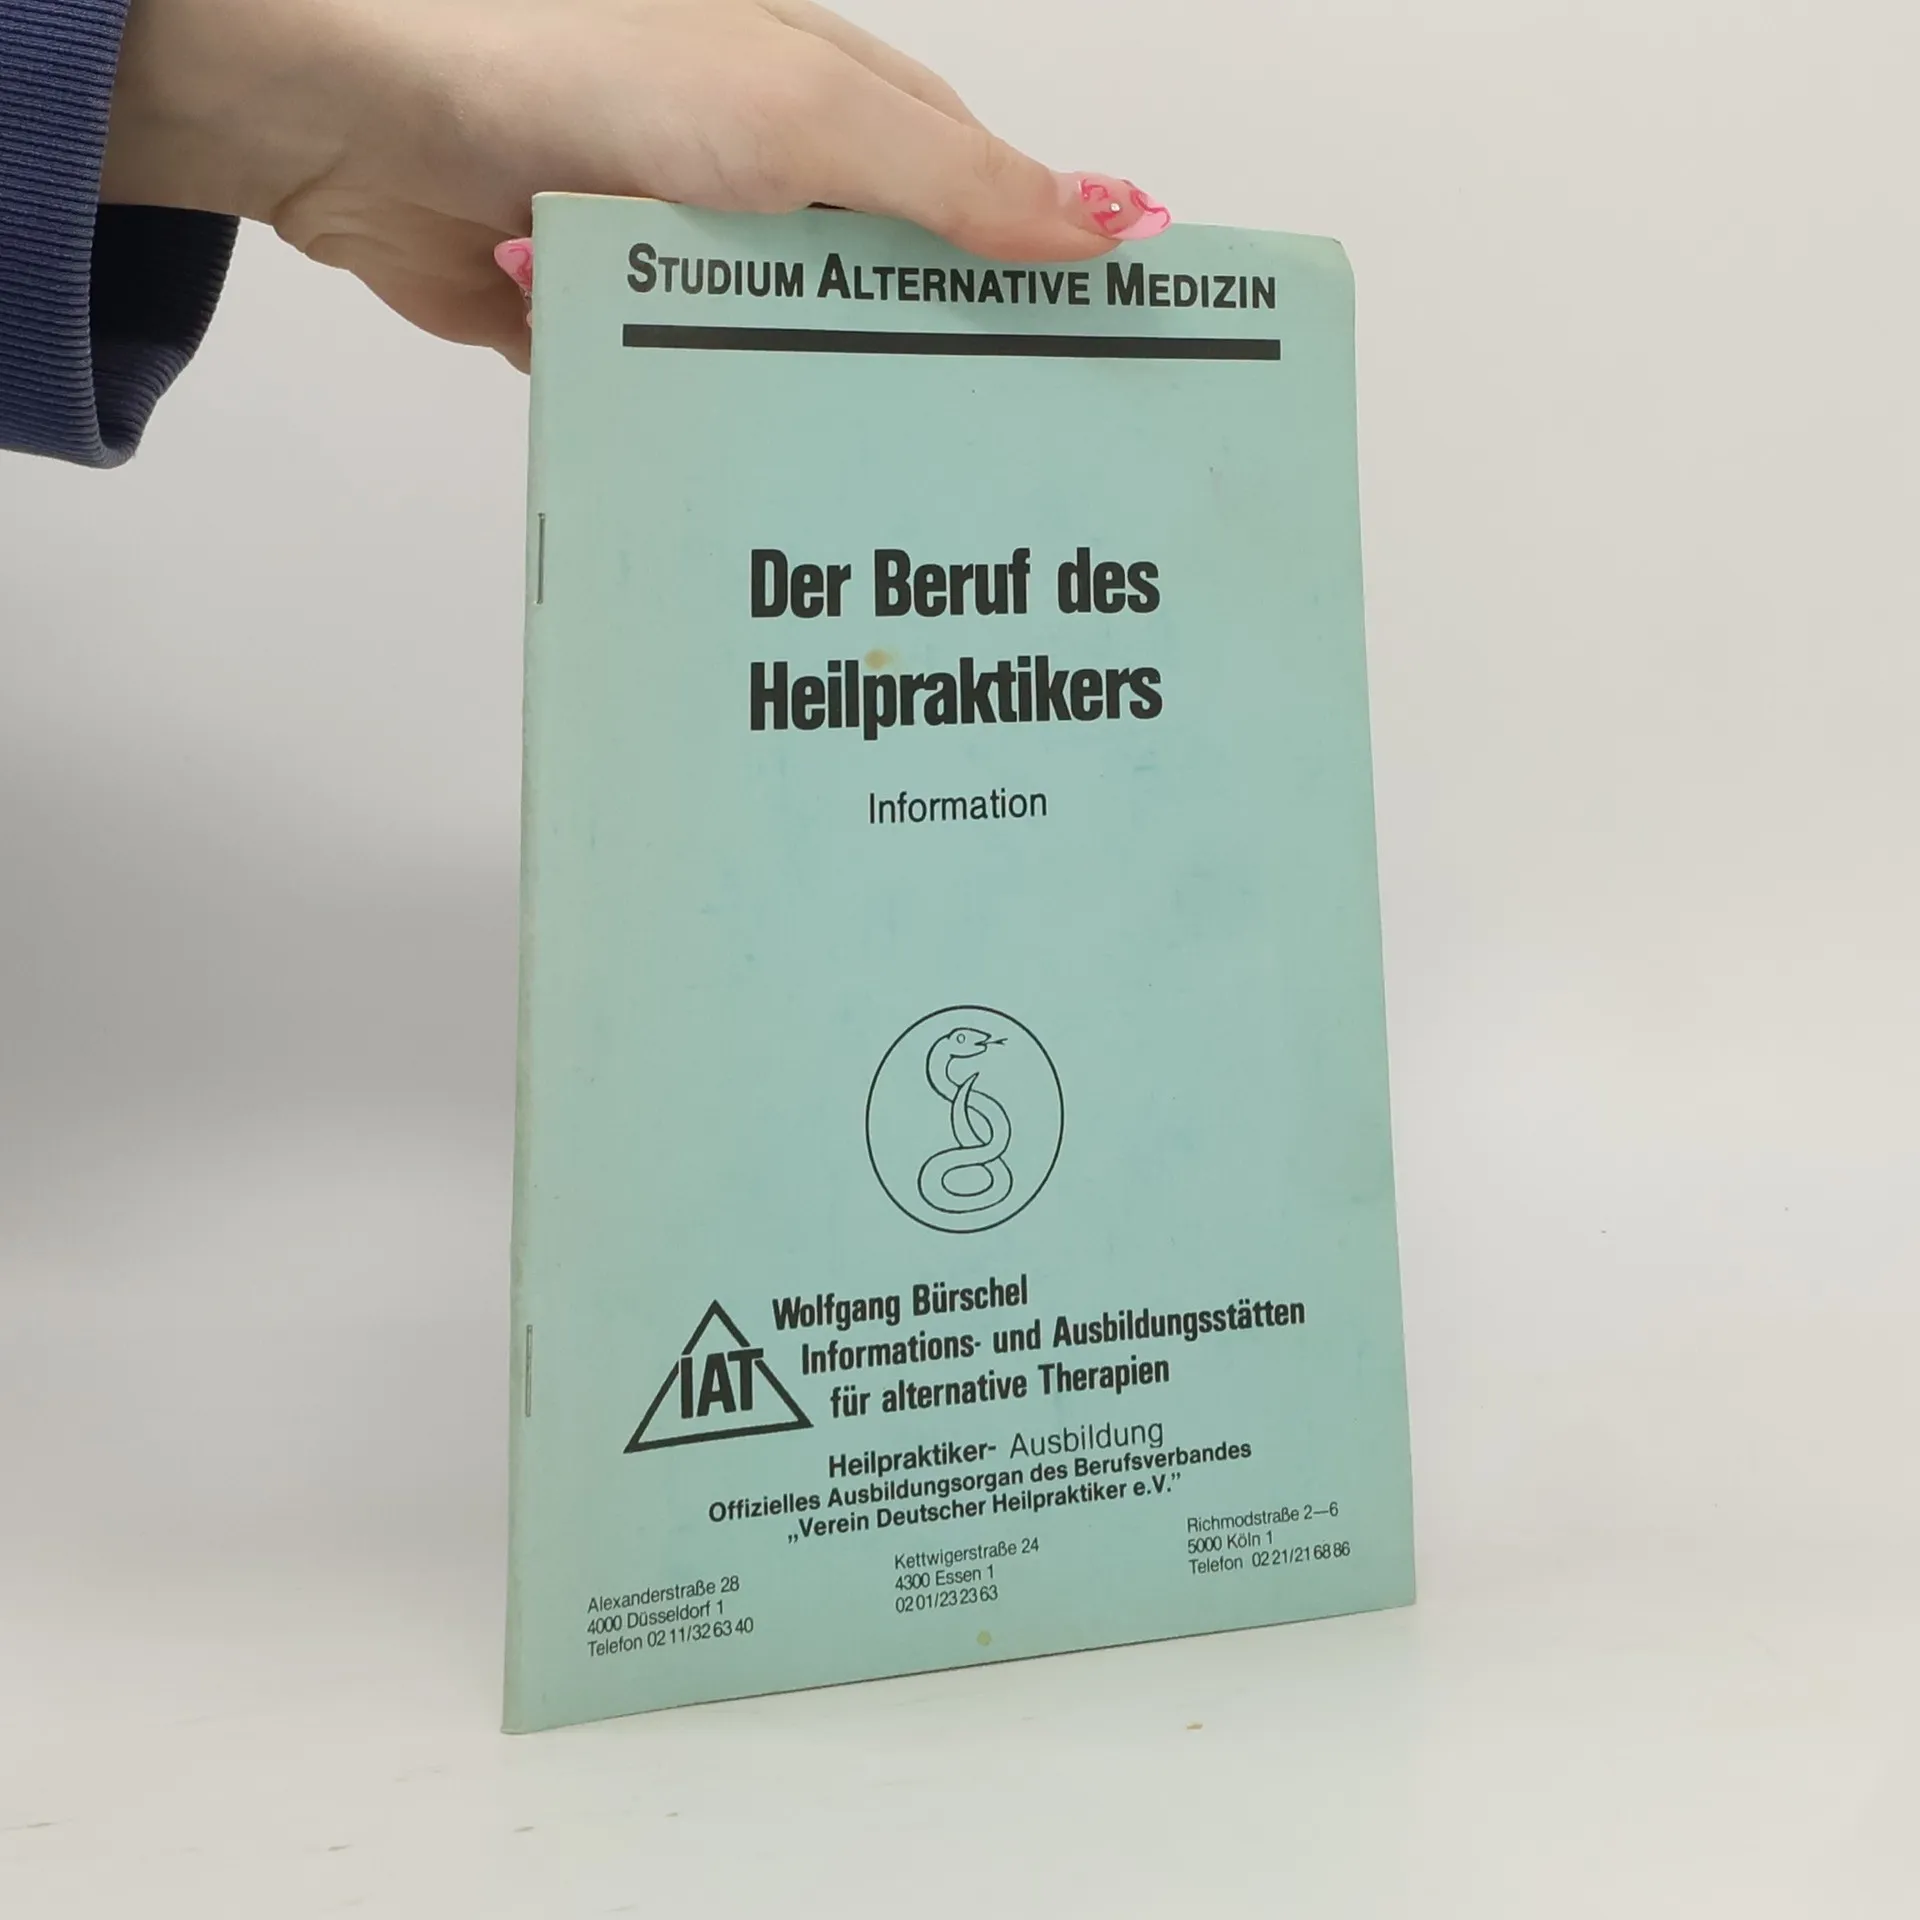 STUDIUM ALTERNATIVE MEDIZIN
Der Beruf des
Heilpraktikers
Information
IAT
Wolfgang Bürschel
Informations- und Ausbildungsstätten
für alternative Therapien
Heilpraktiker- Ausbildung
Offizielles Ausbildungsorgan des Berufsverbandes
„Verein Deutscher Heilpraktiker e.V.”
Alexanderstraße 28
4000 Düsseldorf 1
Telefon 02 11/32 63 40
Kettwigerstraße 24
4300 Essen 1
02 01/23 23 63
Richmodstraße 2—6
5000 Köln 1
Telefon 02 21/21 68 86